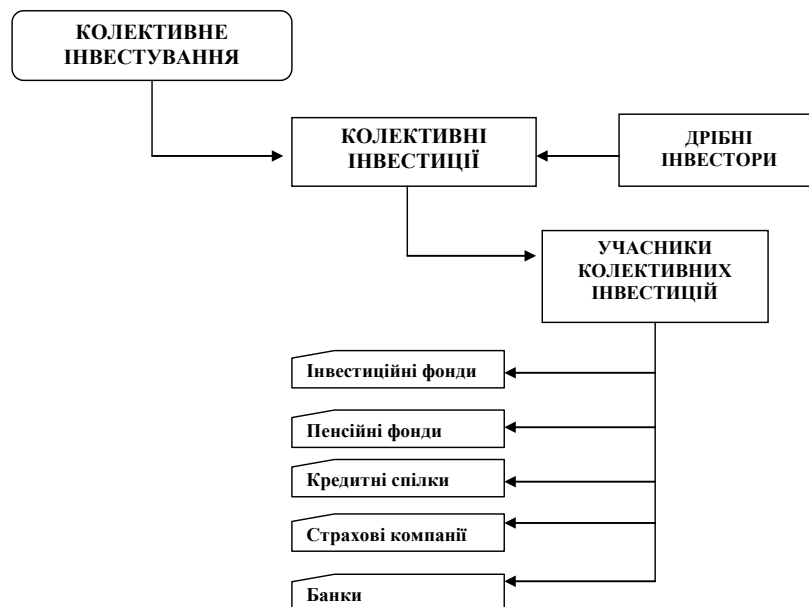 КОЛЕКТИВНЕ
ІНВЕСТУВАННЯ
КОЛЕКТИВНІ
ІНВЕСТИЦІЇ
ДРІБНІ
ІНВЕСТОРИ
УЧАСНИКИ
КОЛЕКТИВНИХ
ІНВЕСТИЦІЙ
Інвестиційні фонди
Пенсійні фонди
Кредитні спілки
Страхові компанії
Банки